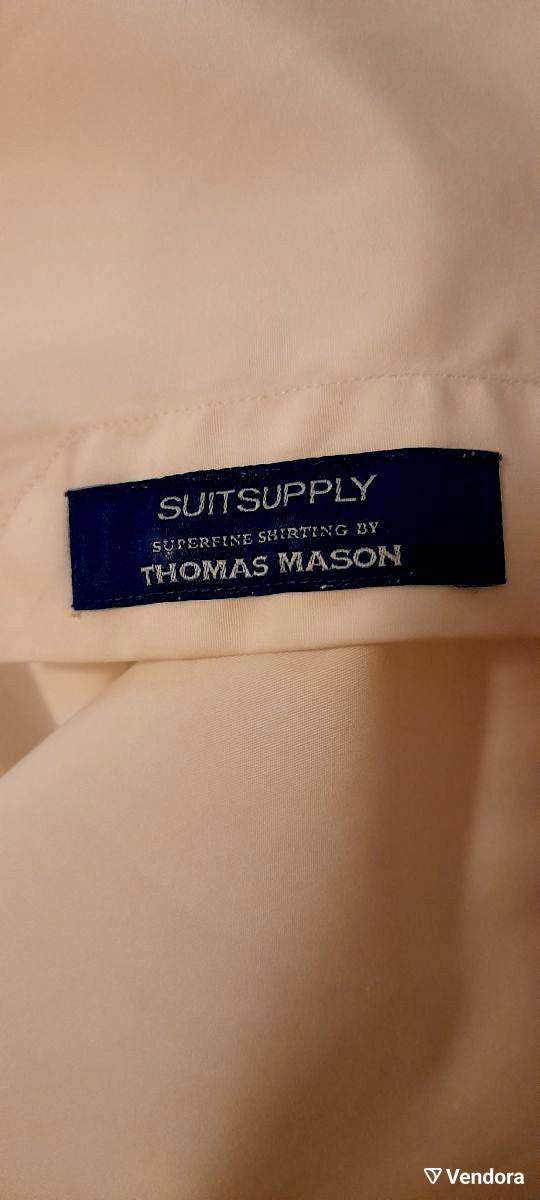 SUITSUPPLY
SUPERFINE SHIRTING BY
THOMAS MASON
Vendora